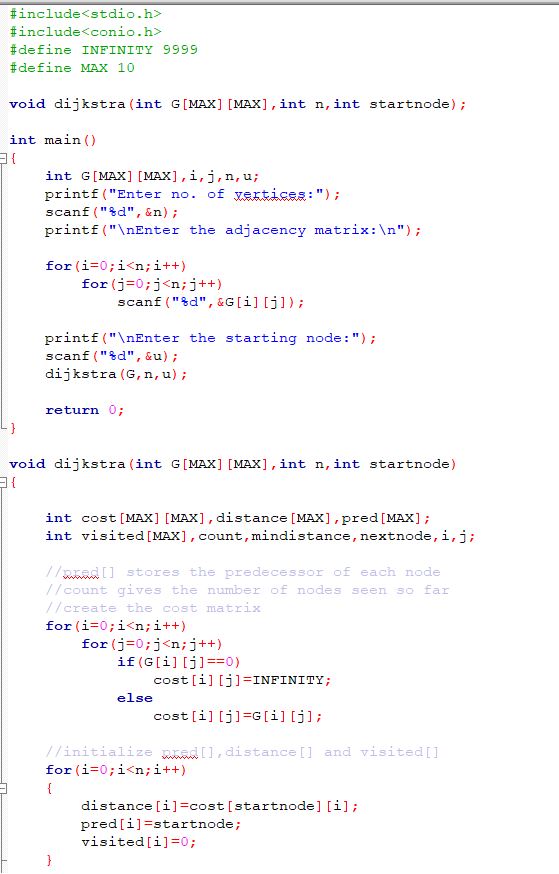 #include<stdio.h>
#include<conio.h>
#define INFINITY 9999
#define MAX 10

void dijkstra(int G[MAX][MAX],int n,int startnode);

int main()
{
    int G[MAX][MAX],i,j,n,u;
    printf("Enter no. of vertices:");
    scanf("%d",&n);
    printf("\nEnter the adjacency matrix:\n");

    for(i=0;i<n;i++)
        for(j=0;j<n;j++)
            scanf("%d",&G[i][j]);

    printf("\nEnter the starting node:");
    scanf("%d",&u);
    dijkstra(G,n,u);

    return 0;
}

void dijkstra(int G[MAX][MAX],int n,int startnode)
{

    int cost[MAX][MAX],distance[MAX],pred[MAX];
    int visited[MAX],count,mindistance,nextnode,i,j;

    //pred[] stores the predecessor of each node
    //count gives the number of nodes seen so far
    //create the cost matrix
    for(i=0;i<n;i++)
        for(j=0;j<n;j++)
            if(G[i][j]==0)
                cost[i][j]=INFINITY;
            else
                cost[i][j]=G[i][j];

    //initialize pred[],distance[] and visited[]
    for(i=0;i<n;i++)
    {
        distance[i]=cost[startnode][i];
        pred[i]=startnode;
        visited[i]=0;
    }